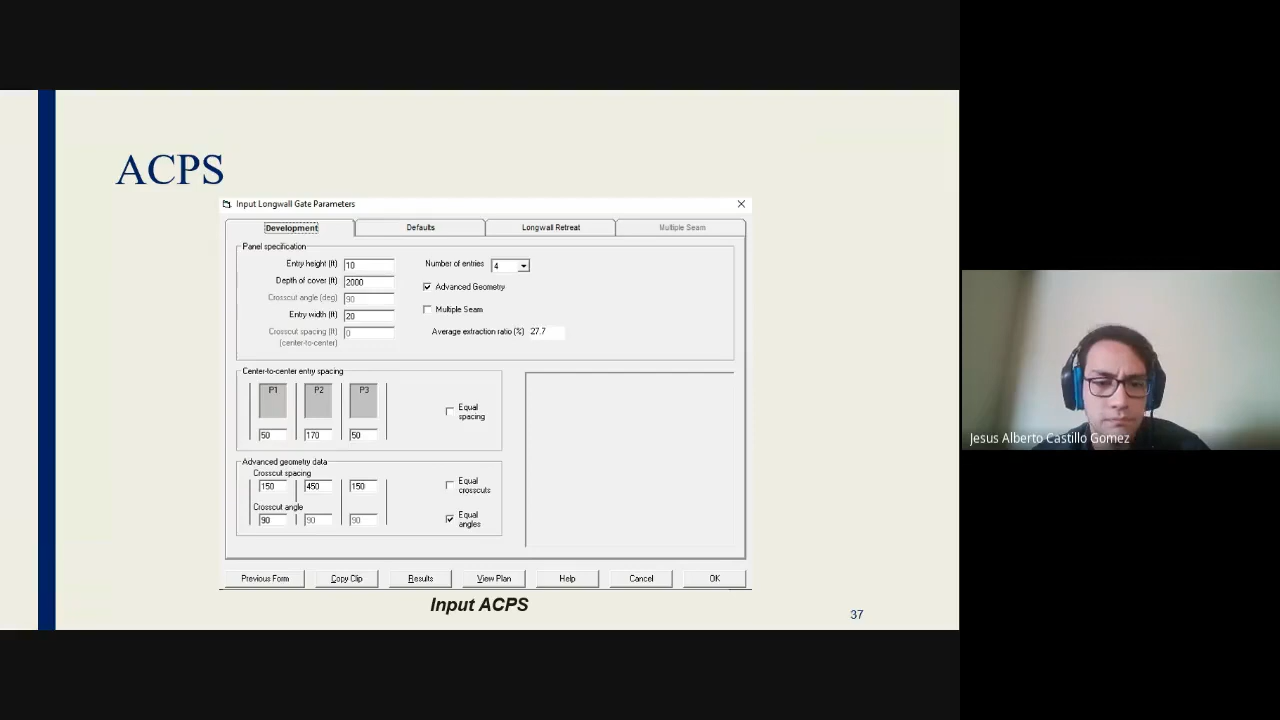 ACPS
Input Longwall Gate Parameters
Development Defaults Longwall Retreat Multiple Seam
Panel specification
Entry height (ft) 10 Number of entries 4
Depth of cover (ft) 2000 Advanced Geometry
Crosscut angle (deg) 90
Entry width (ft) 20 Multiple Seam
Crosscut spacing (ft) 0 Average extraction ratio (%) 27.7
(center-to-center)
Center-to-center entry spacing
P1 P2 P3
Equal
spacing
50 170 50
Advanced geometry data
Crosscut spacing
150 450 150 Equal
crosscuts
Crosscut angle
90 90 90 Equal
angles
Previous Form Copy Clip Results View Plan Help Cancel OK
Input ACPS
37
Jesus Alberto Castillo Gomez